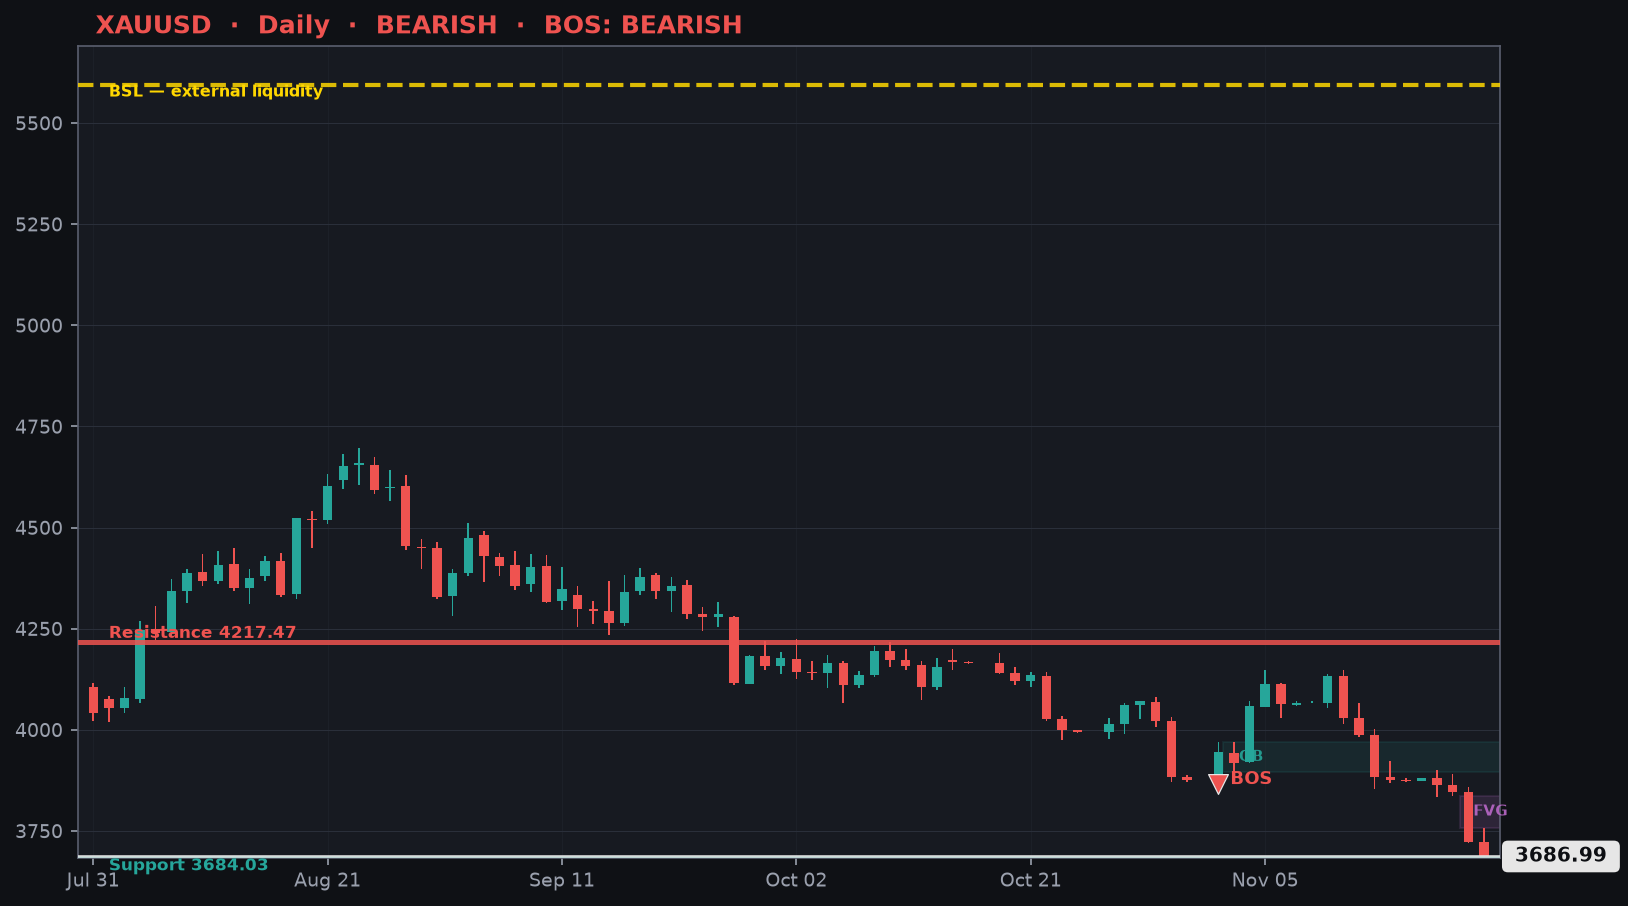 XAUUSD · Daily · BEARISH · BOS: BEARISH
BSL — external liquidity
5500
5250
5000
4750
4500
4250
4000
3750
Resistance 4217.47
OB
BOS
FVG
Support 3684.03
3686.99
Jul 31
Aug 21
Sep 11
Oct 02
Oct 21
Nov 05